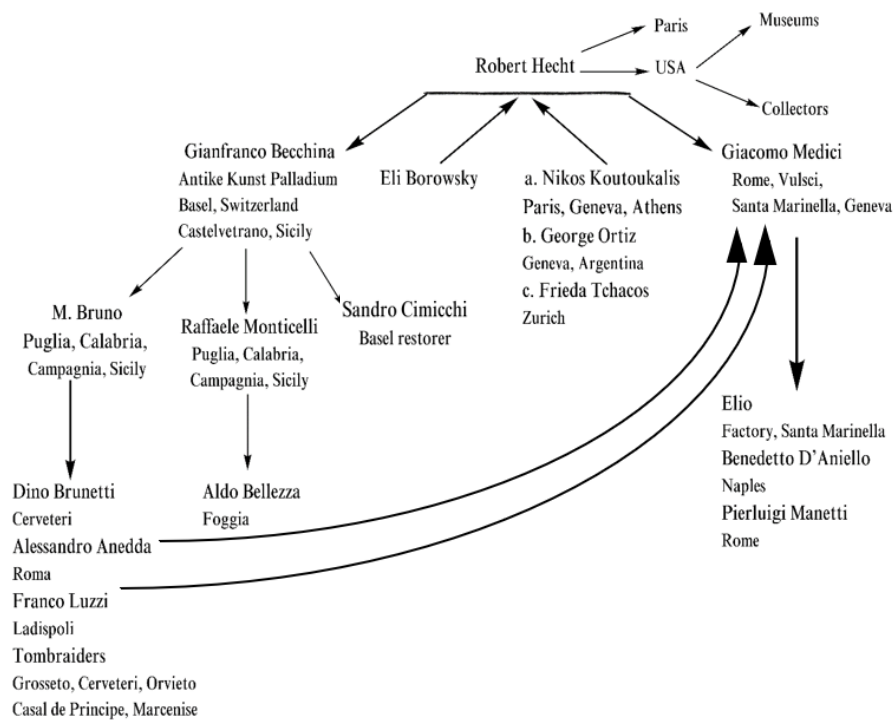 Paris
Museums
Robert Hecht
USA
Collectors
Gianfranco Becchina
Antike Kunst Palladium
Basel, Switzerland
Castelvetrano, Sicily
Eli Borowsky
a. Nikos Koutoukalis
Paris, Geneva, Athens
b. George Ortiz
Geneva, Argentina
c. Frieda Tchacos
Zurich
Giacomo Medici
Rome, Vulsci,
Santa Marinella, Geneva
M. Bruno
Puglia, Calabria,
Campagnia, Sicily
Raffaele Monticelli
Puglia, Calabria,
Campagnia, Sicily
Sandro Cimicchi
Basel restorer
Elio
Factory, Santa Marinella
Benedetto D'Aniello
Naples
Pierluigi Manetti
Rome
Dino Brunetti
Cerveteri
Alessandro Anedda
Roma
Franco Luzzi
Ladispoli
Tombraiders
Grosseto, Cerveteri, Orvieto
Casal de Principe, Marcenise
Aldo Bellezza
Foggia